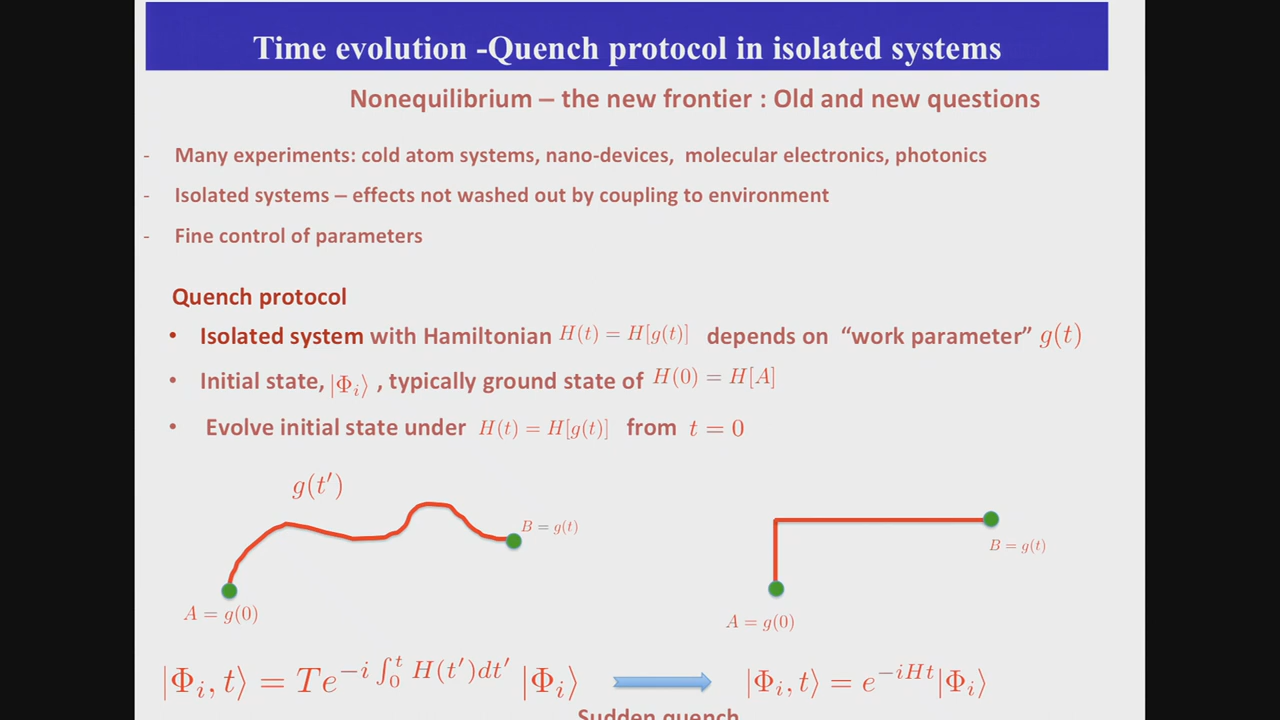 Time evolution -Quench protocol in isolated systems
Nonequilibrium – the new frontier : Old and new questions
- Many experiments: cold atom systems, nano-devices, molecular electronics, photonics
- Isolated systems – effects not washed out by coupling to environment
- Fine control of parameters
Quench protocol
• Isolated system with Hamiltonian H(t) = H[g(t)] depends on “work parameter” g(t)
• Initial state, |Φ_i⟩ , typically ground state of H(0) = H[A]
• Evolve initial state under H(t) = H[g(t)] from t = 0
g(t′)
B = g(t)
A = g(0)
B = g(t)
A = g(0)
|Φ_i, t⟩ = Te^{−i ∫_0^t H(t′)dt′} |Φ_i⟩
|Φ_i, t⟩ = e^{−iHt}|Φ_i⟩
Sudden quench